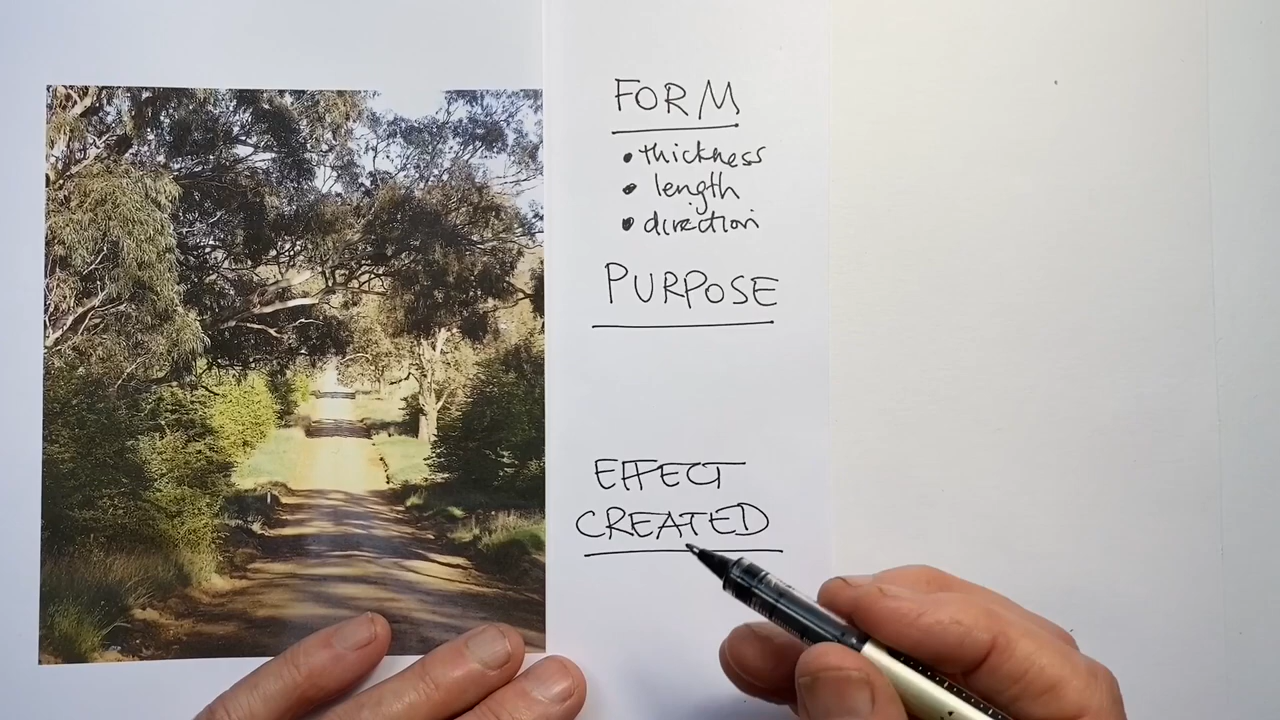 FORM
• thickness
• length
• direction
PURPOSE
EFFECT
CREATED